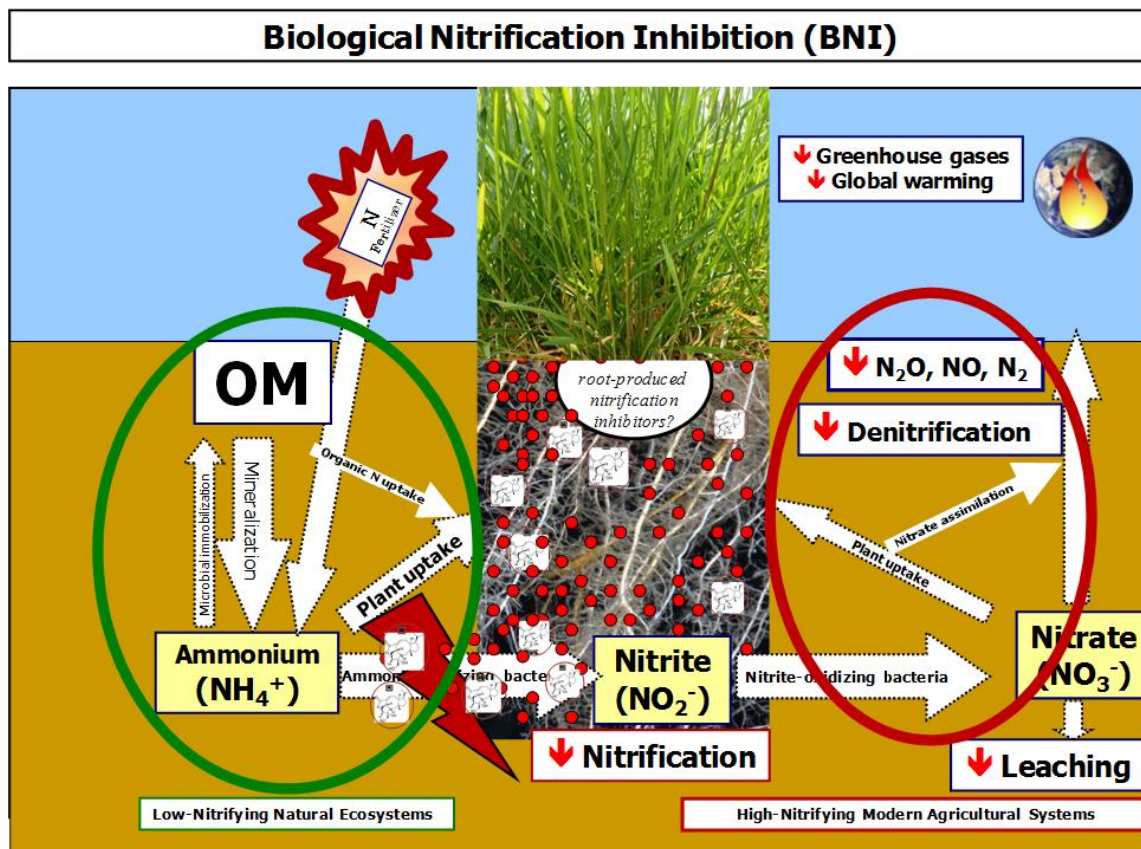 Biological Nitrification Inhibition (BNI)
🡓 Greenhouse gases
🡓 Global warming
N
Fertilizer
OM
root-produced
nitrification
inhibitors?
🡓 N₂O, NO, N₂
🡓 Denitrification
Microbial immobilization
Mineralization
Organic N uptake
Plant uptake
Nitrate assimilation
Plant uptake
Ammonium
(NH₄⁺)
Nitrite
(NO₂⁻)
Nitrite-oxidizing bacteria
Nitrate
(NO₃⁻)
🡓 Nitrification
🡓 Leaching
Low-Nitrifying Natural Ecosystems
High-Nitrifying Modern Agricultural Systems